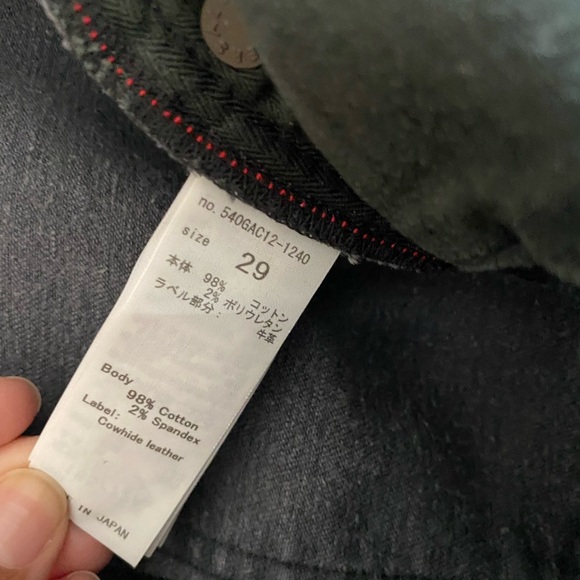 no. 540GAC12-1240
size
29
本体 98% コットン
2% ポリウレタン
ラベル部分: 牛革
Body
98% Cotton
2% Spandex
Label:
Cowhide leather
IN JAPAN